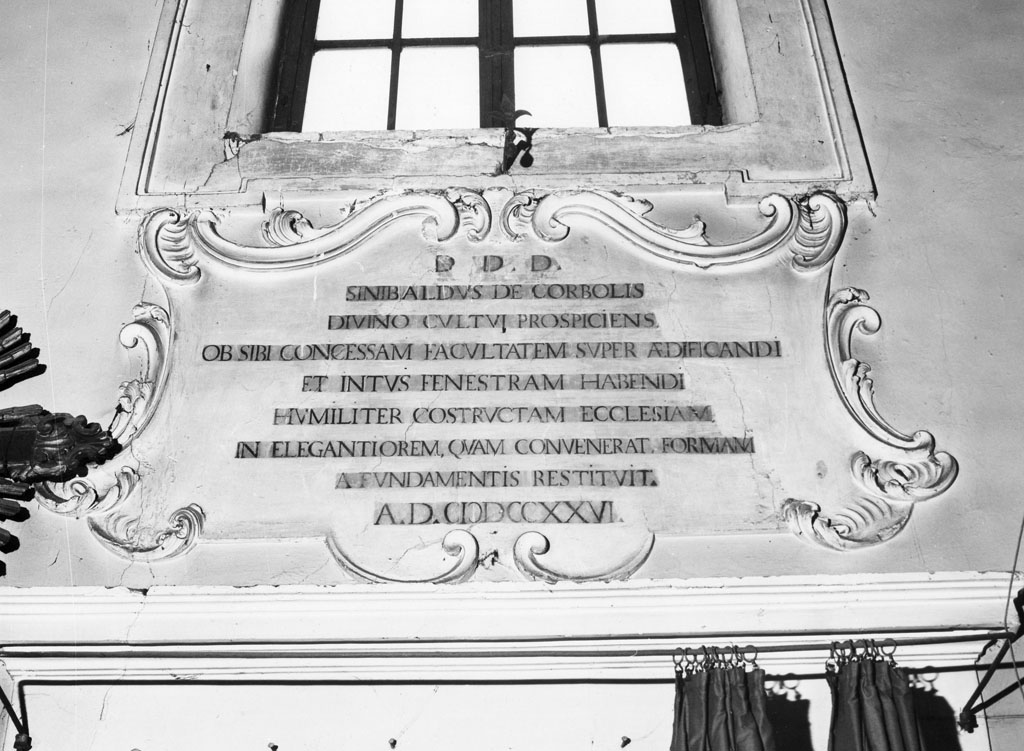 D. D. D.
SINIBALDVS DE CORBOLIS
DIVINO CVLTVI PROSPICIENS.
OB SIBI CONCESSAM FACVLTATEM SVPER ÆDIFICANDI
ET INTVS FENESTRAM HABENDI
HVMILITER COSTRVCTAM ECCLESIAM
IN ELEGANTIOREM, QVAM CONVENERAT. FORMAM
A FVNDAMENTIS RESTITVIT.
A.D. CIƆDCCXXVI.